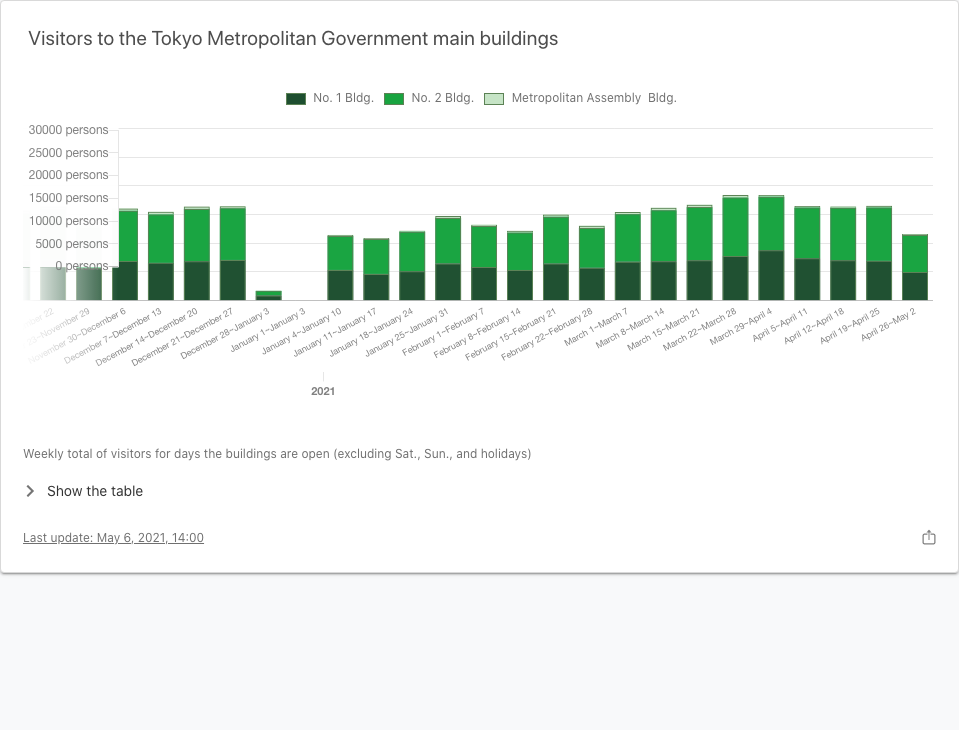 Visitors to the Tokyo Metropolitan Government main buildings
No. 1 Bldg. No. 2 Bldg. Metropolitan Assembly Bldg.
30000 persons
25000 persons
20000 persons
15000 persons
10000 persons
5000 persons
0 persons
22
November 29
November 30~December 6
December 7~December 13
December 14~December 20
December 21~December 27
December 28~January 3
January 1~January 3
January 4~January 10
January 11~January 17
January 18~January 24
January 25~January 31
February 1~February 7
February 8~February 14
February 15~February 21
February 22~February 28
March 1~March 7
March 8~March 14
March 15~March 21
March 22~March 28
March 29~April 4
April 5~April 11
April 12~April 18
April 19~April 25
April 26~May 2
2021
Weekly total of visitors for days the buildings are open (excluding Sat., Sun., and holidays)
Show the table
Last update: May 6, 2021, 14:00